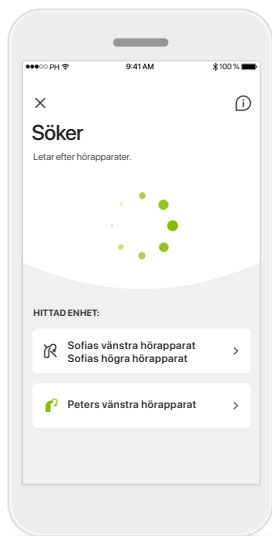 ●●●○○ PH 9:41 AM 100 %
Söker
Letar efter hörapparater.
HITTAD ENHET:
Sofias vänstra hörapparat
Sofias högra hörapparat
Peters vänstra hörapparat